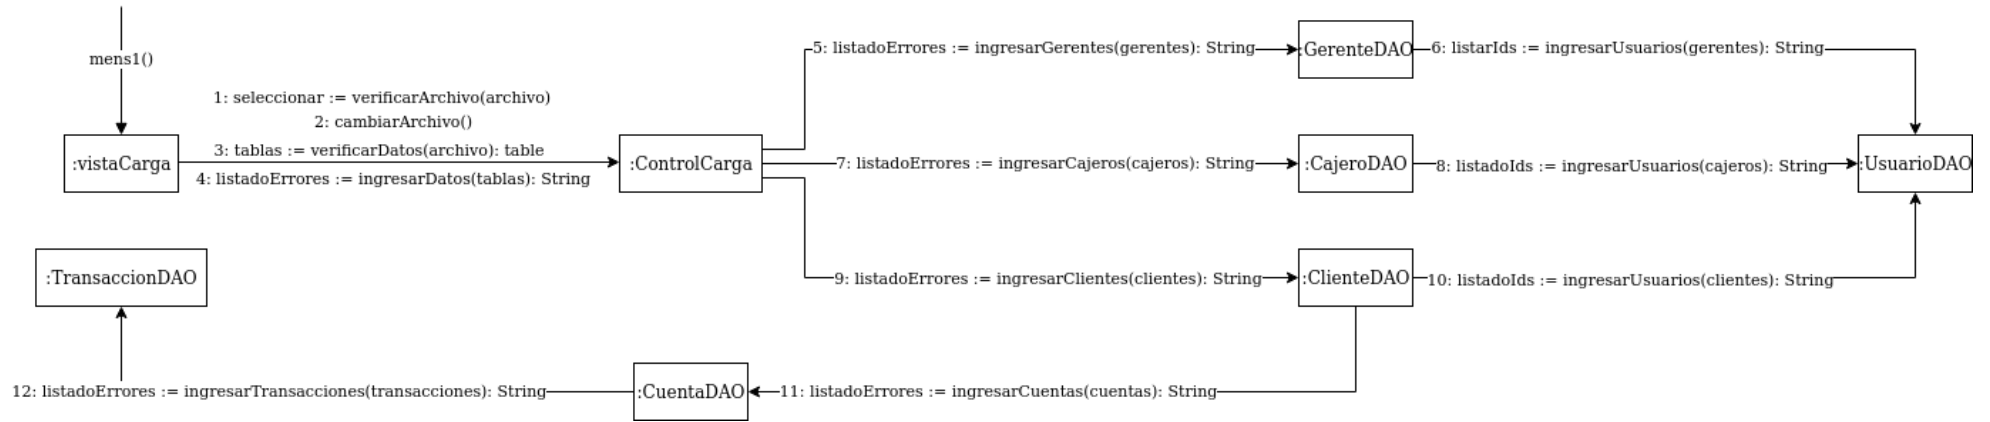 mens1()
1: seleccionar := verificarArchivo(archivo)
2: cambiarArchivo()
3: tablas := verificarDatos(archivo): table
4: listadoErrores := ingresarDatos(tablas): String
:vistaCarga
:ControlCarga
5: listadoErrores := ingresarGerentes(gerentes): String
:GerenteDAO
6: listarIds := ingresarUsuarios(gerentes): String
7: listadoErrores := ingresarCajeros(cajeros): String
:CajeroDAO
8: listadoIds := ingresarUsuarios(cajeros): String
:UsuarioDAO
9: listadoErrores := ingresarClientes(clientes): String
:ClienteDAO
10: listadoIds := ingresarUsuarios(clientes): String
:TransaccionDAO
12: listadoErrores := ingresarTransacciones(transacciones): String
:CuentaDAO
11: listadoErrores := ingresarCuentas(cuentas): String